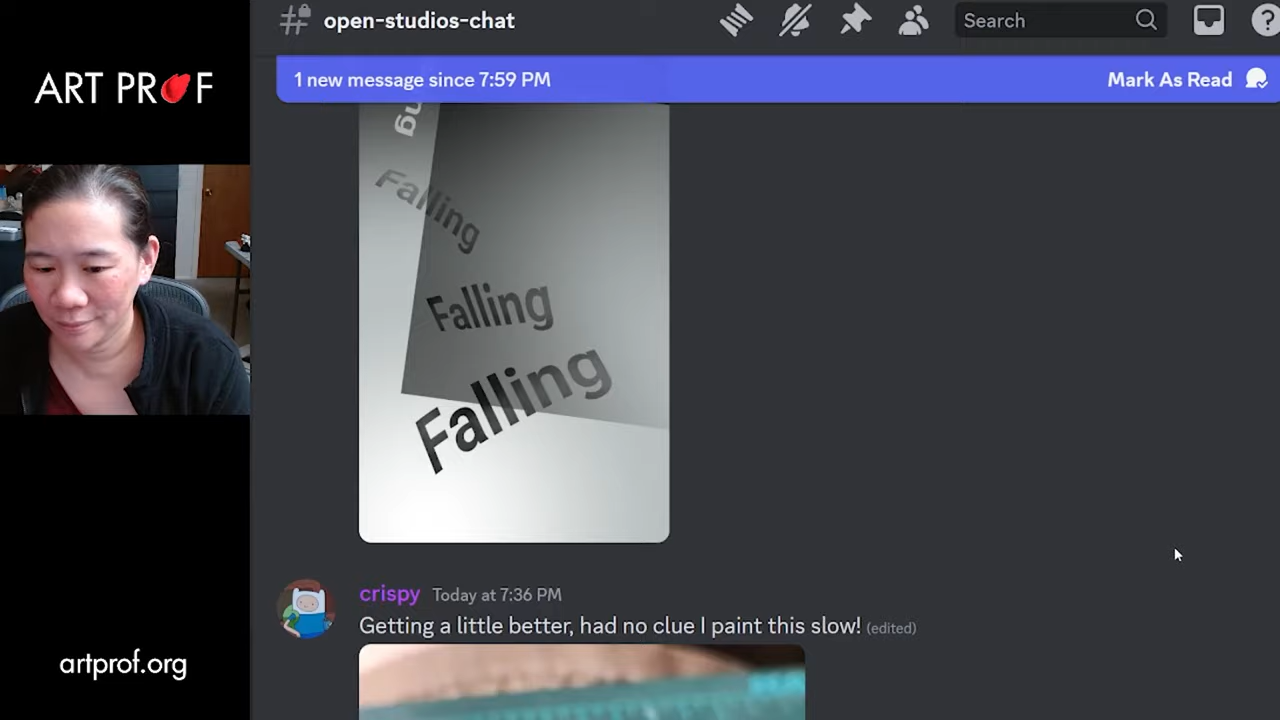 ART PROF
open-studios-chat
Search
1 new message since 7:59 PM
Mark As Read
Falling
Falling
Falling
crispy Today at 7:36 PM
Getting a little better, had no clue I paint this slow! (edited)
artprof.org